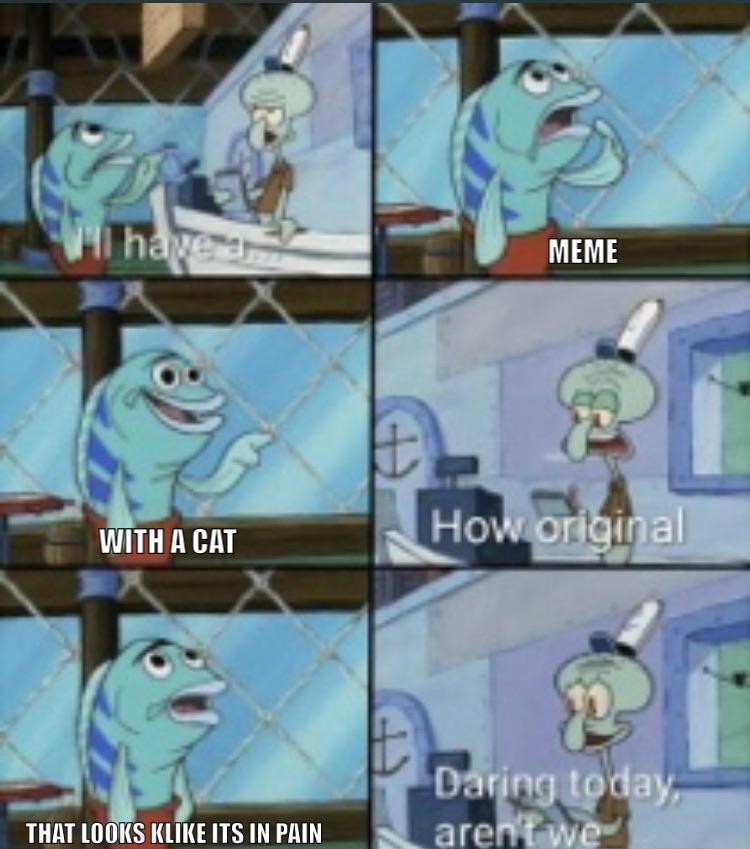 I'll have a...
MEME
WITH A CAT
How original
THAT LOOKS KLIKE ITS IN PAIN
Daring today,
aren't we